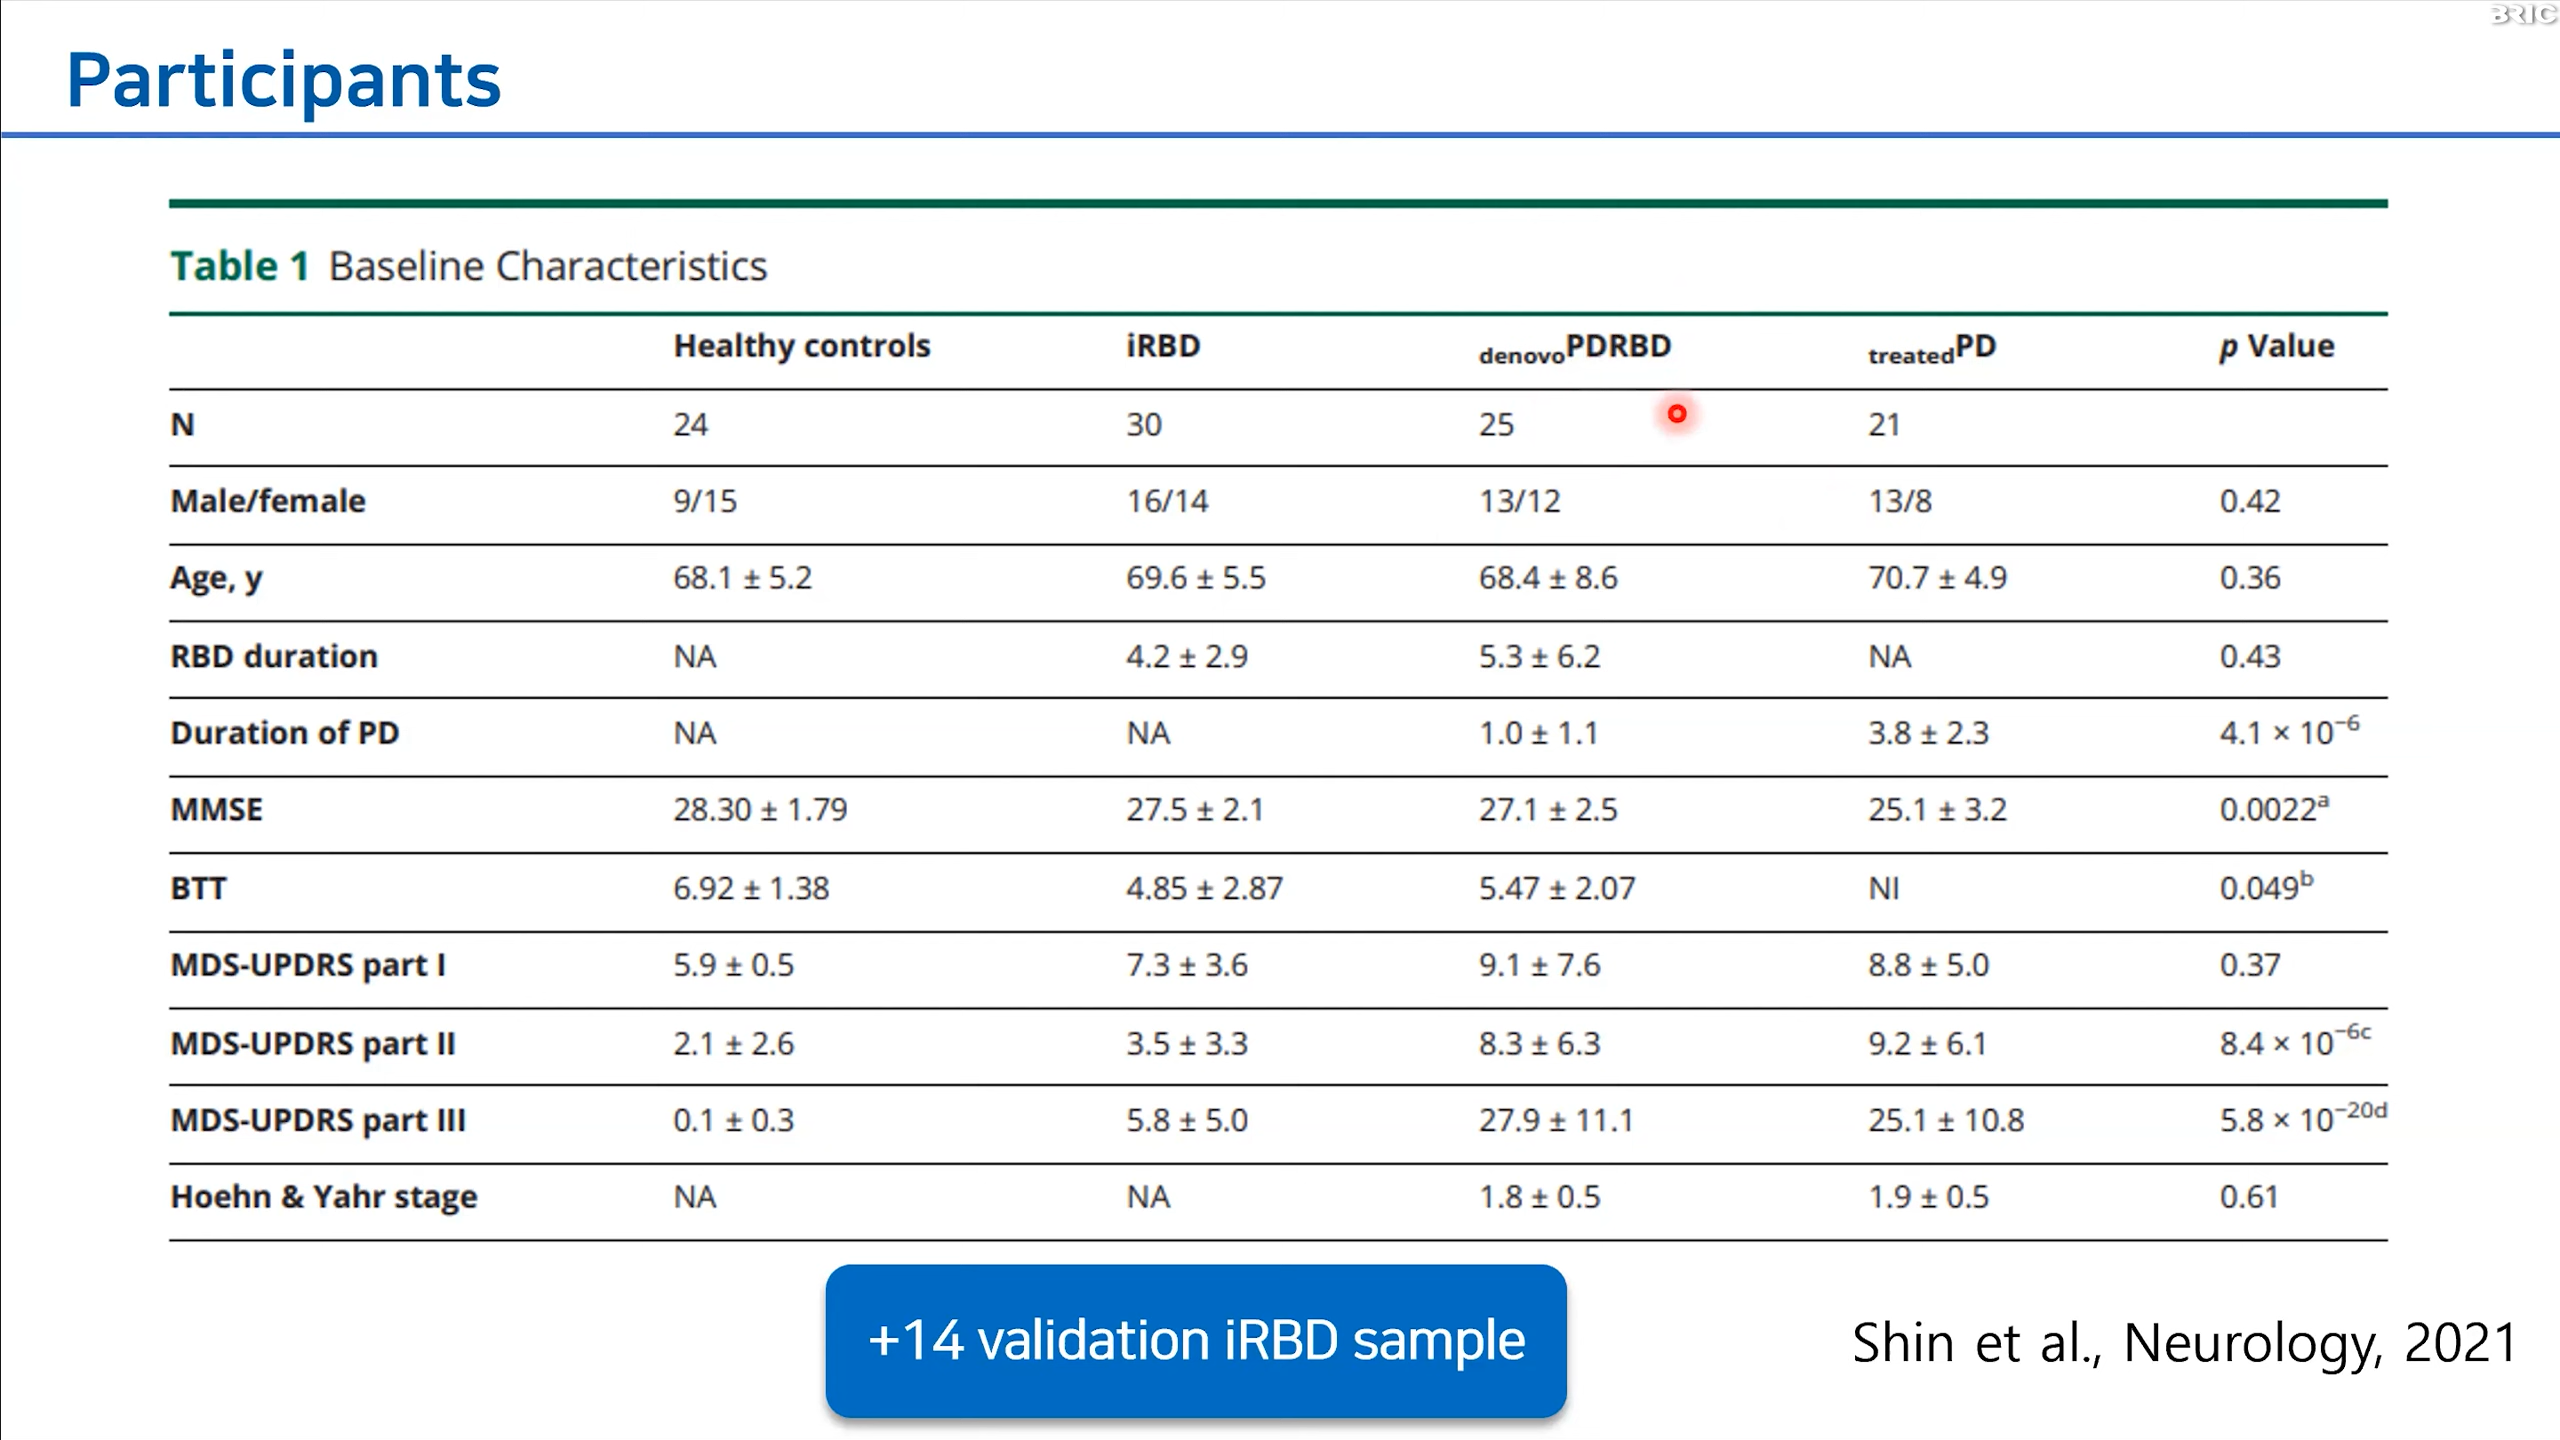 BRIC
Participants
Table 1 Baseline Characteristics
Healthy controls iRBD denovoPDRBD treatedPD p Value
N 24 30 25 21
Male/female 9/15 16/14 13/12 13/8 0.42
Age, y 68.1 ± 5.2 69.6 ± 5.5 68.4 ± 8.6 70.7 ± 4.9 0.36
RBD duration NA 4.2 ± 2.9 5.3 ± 6.2 NA 0.43
Duration of PD NA NA 1.0 ± 1.1 3.8 ± 2.3 4.1 × 10⁻⁶
MMSE 28.30 ± 1.79 27.5 ± 2.1 27.1 ± 2.5 25.1 ± 3.2 0.0022ᵃ
BTT 6.92 ± 1.38 4.85 ± 2.87 5.47 ± 2.07 NI 0.049ᵇ
MDS-UPDRS part I 5.9 ± 0.5 7.3 ± 3.6 9.1 ± 7.6 8.8 ± 5.0 0.37
MDS-UPDRS part II 2.1 ± 2.6 3.5 ± 3.3 8.3 ± 6.3 9.2 ± 6.1 8.4 × 10⁻⁶ᶜ
MDS-UPDRS part III 0.1 ± 0.3 5.8 ± 5.0 27.9 ± 11.1 25.1 ± 10.8 5.8 × 10⁻²⁰ᵈ
Hoehn & Yahr stage NA NA 1.8 ± 0.5 1.9 ± 0.5 0.61
+14 validation iRBD sample
Shin et al., Neurology, 2021